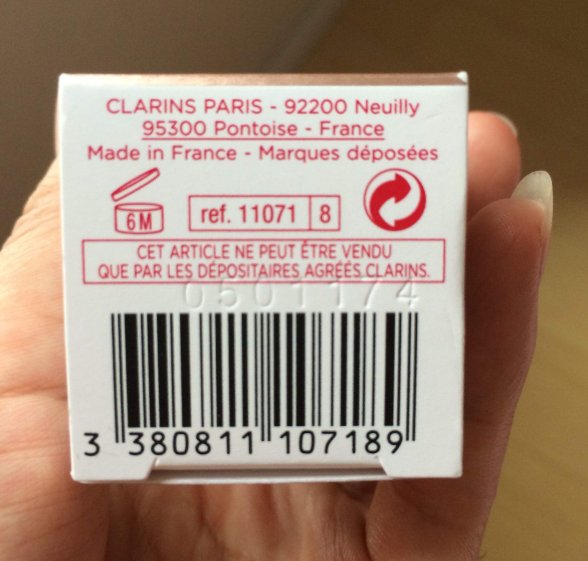 CLARINS PARIS - 92200 Neuilly
95300 Pontoise - France
Made in France - Marques déposées
6M
ref. 11071 8
CET ARTICLE NE PEUT ÊTRE VENDU
QUE PAR LES DÉPOSITAIRES AGRÉÉS CLARINS.
0501174
3 380811 107189